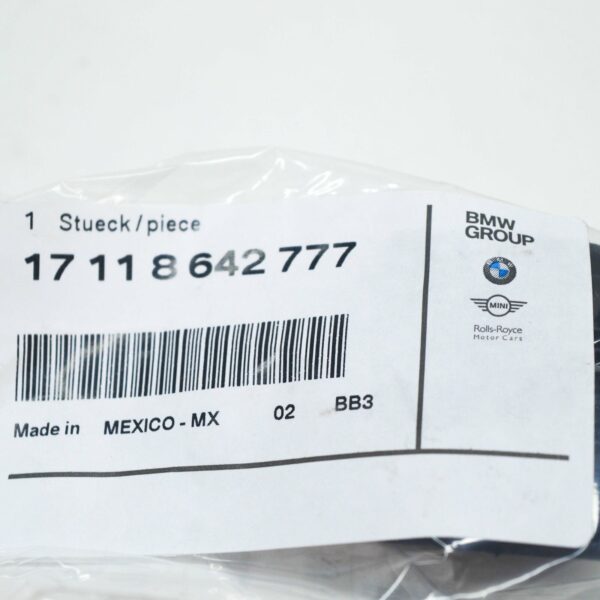 1 Stueck/piece
17 11 8 642 777
Made in MEXICO-MX 02 BB3
BMW
GROUP
BMW
MINI
Rolls-Royce
Motor Cars